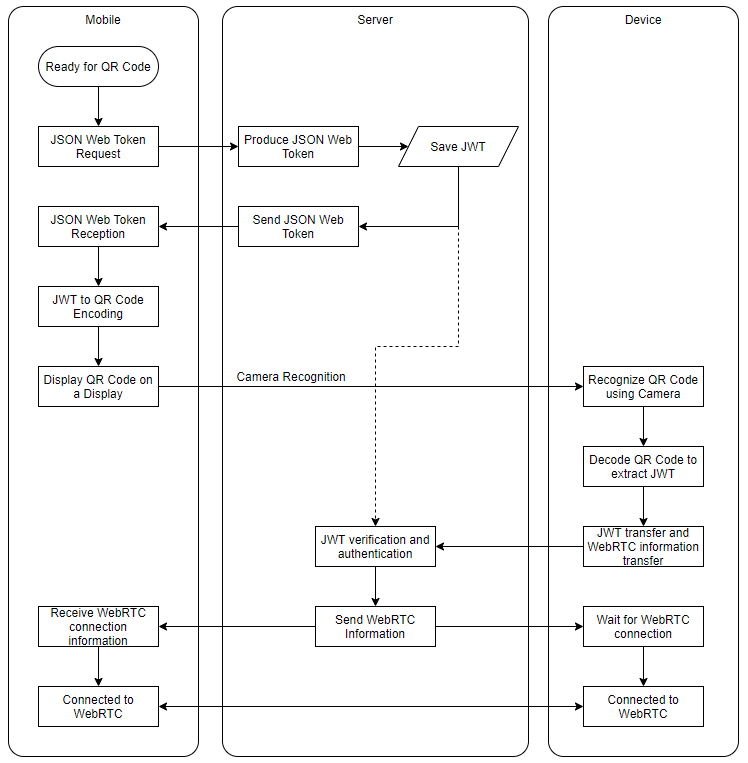 Mobile
Server
Device
Ready for QR Code
JSON Web Token
Request
Produce JSON Web
Token
Save JWT
JSON Web Token
Reception
Send JSON Web
Token
JWT to QR Code
Encoding
Display QR Code on
a Display
Camera Recognition
Recognize QR Code
using Camera
Decode QR Code to
extract JWT
JWT verification and
authentication
JWT transfer and
WebRTC information
transfer
Receive WebRTC
connection
information
Send WebRTC
Information
Wait for WebRTC
connection
Connected to
WebRTC
Connected to
WebRTC